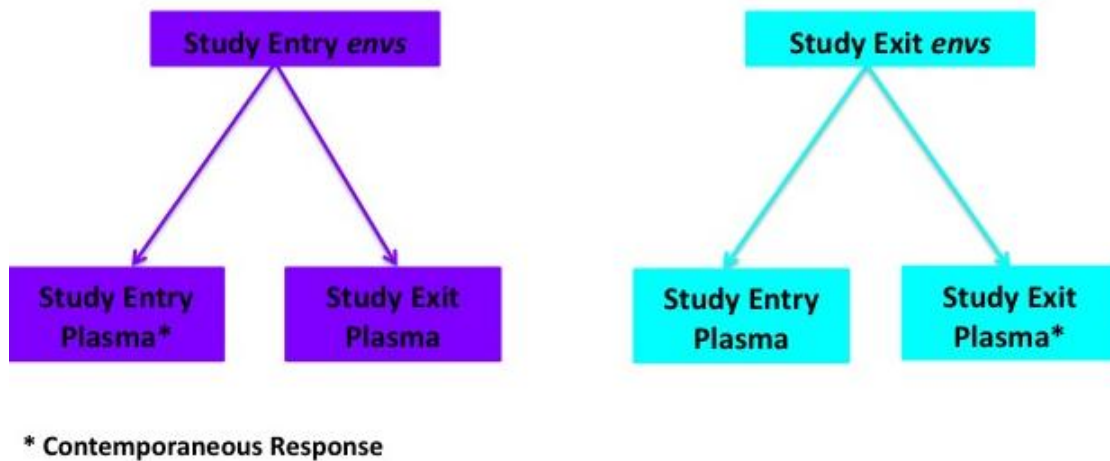 Study Entry envs
Study Exit envs
Study Entry
Plasma*
Study Exit
Plasma
Study Entry
Plasma
Study Exit
Plasma*
* Contemporaneous Response